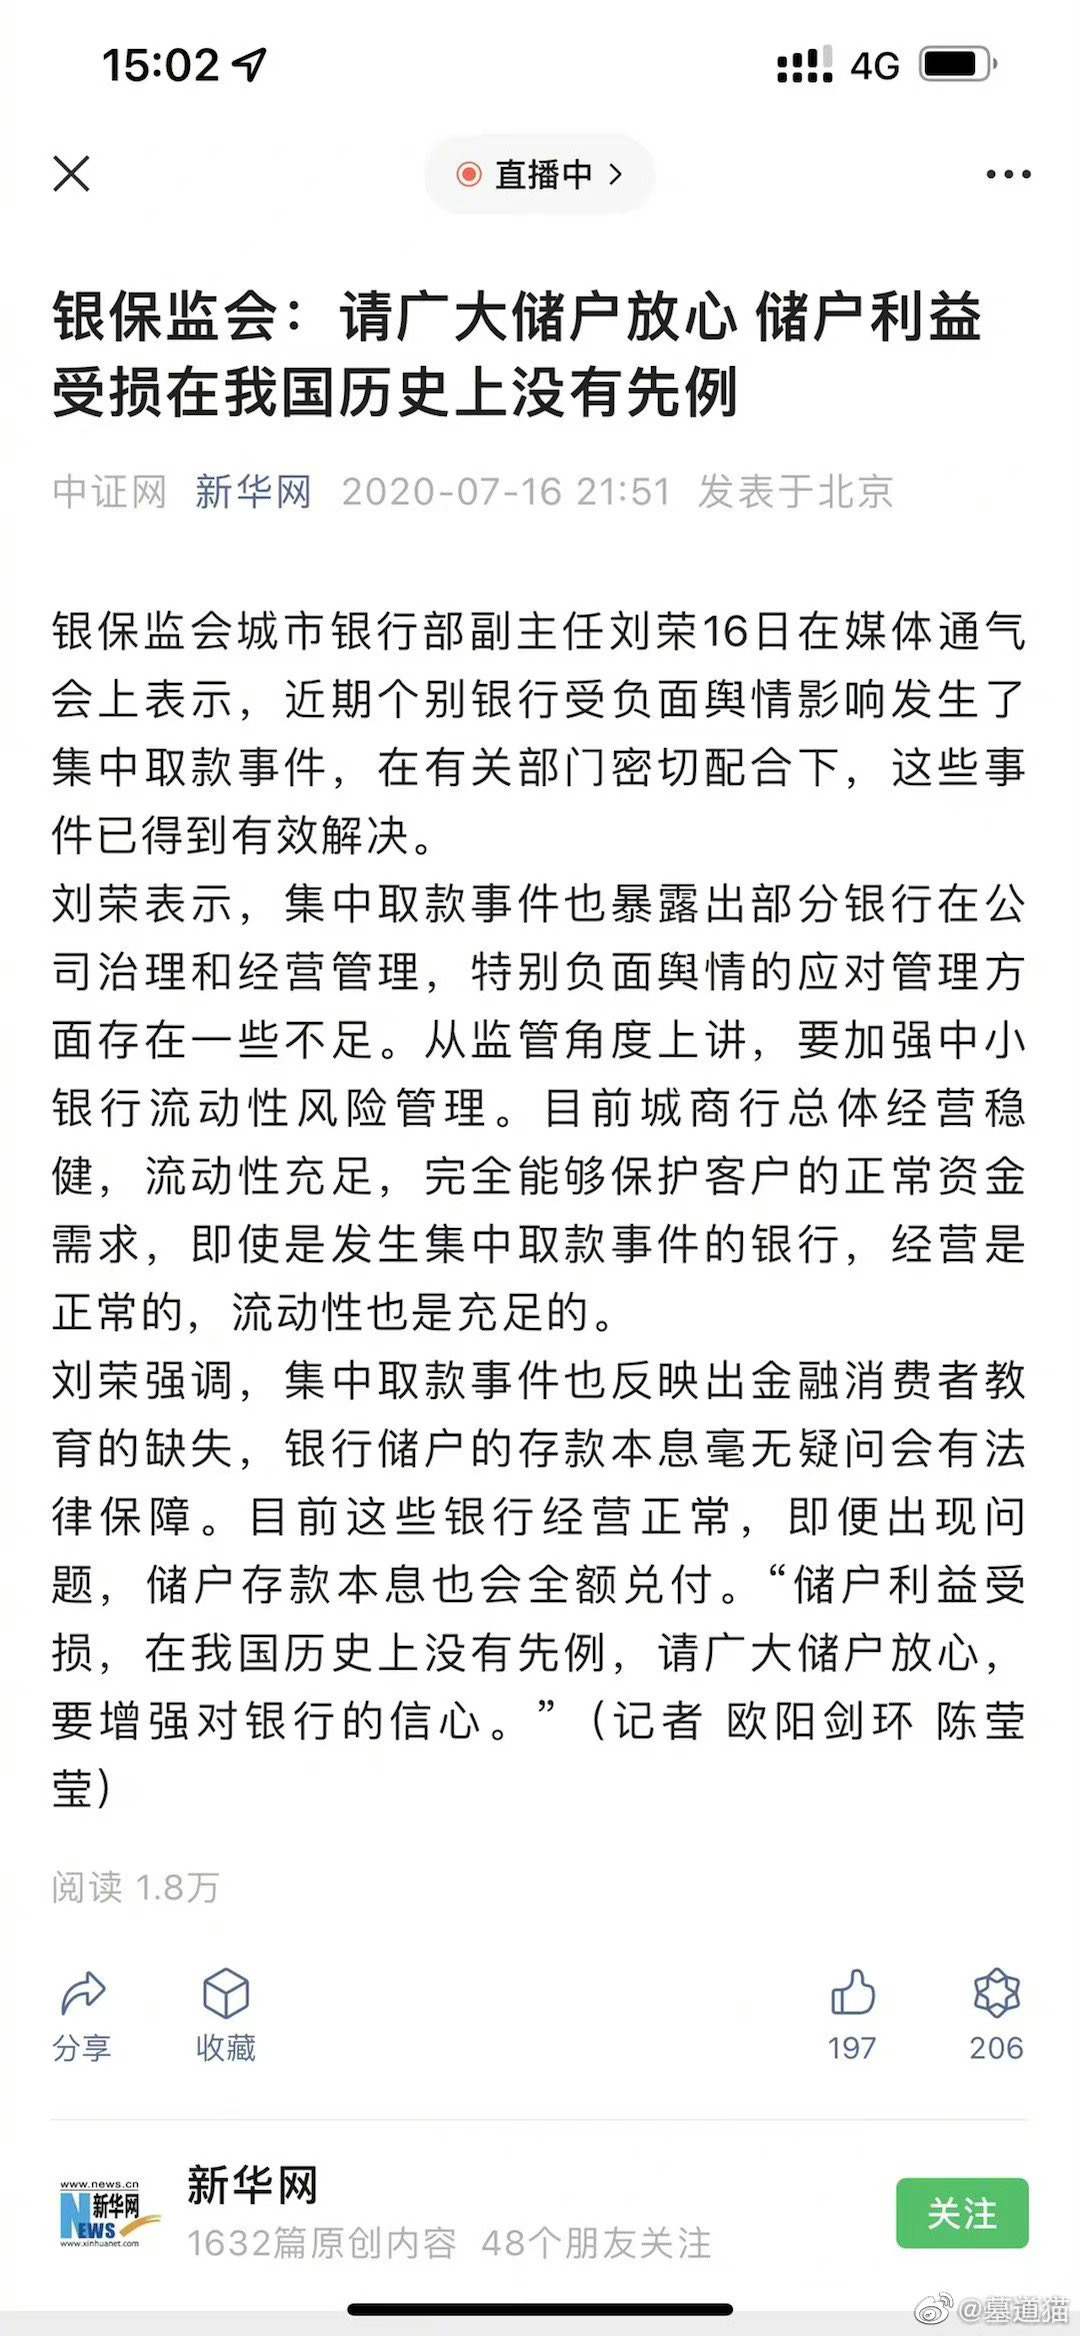 15:02
4G
直播中
银保监会：请广大储户放心 储户利益
受损在我国历史上没有先例
中证网 新华网 2020-07-16 21:51 发表于北京
银保监会城市银行部副主任刘荣16日在媒体通气
会上表示，近期个别银行受负面舆情影响发生了
集中取款事件，在有关部门密切配合下，这些事
件已得到有效解决。
刘荣表示，集中取款事件也暴露出部分银行在公
司治理和经营管理，特别负面舆情的应对管理方
面存在一些不足。从监管角度上讲，要加强中小
银行流动性风险管理。目前城商行总体经营稳
健，流动性充足，完全能够保护客户的正常资金
需求，即使是发生集中取款事件的银行，经营是
正常的，流动性也是充足的。
刘荣强调，集中取款事件也反映出金融消费者教
育的缺失，银行储户的存款本息毫无疑问会有法
律保障。目前这些银行经营正常，即便出现问
题，储户存款本息也会全额兑付。“储户利益受
损，在我国历史上没有先例，请广大储户放心，
要增强对银行的信心。”（记者 欧阳剑环 陈莹
莹）
阅读 1.8万
分享 收藏 197 206
www.news.cn
新华网
NEWS
www.xinhuanet.com
新华网
1632篇原创内容 48个朋友关注
关注
@墓道猫